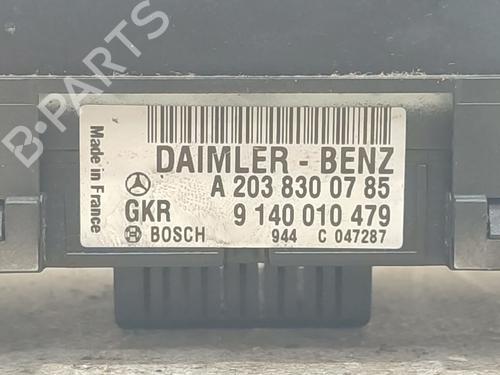 B-PARTS
Made in France
DAIMLER - BENZ
A 203 830 07 85
GKR 9 140 010 479
BOSCH 944 C 047287